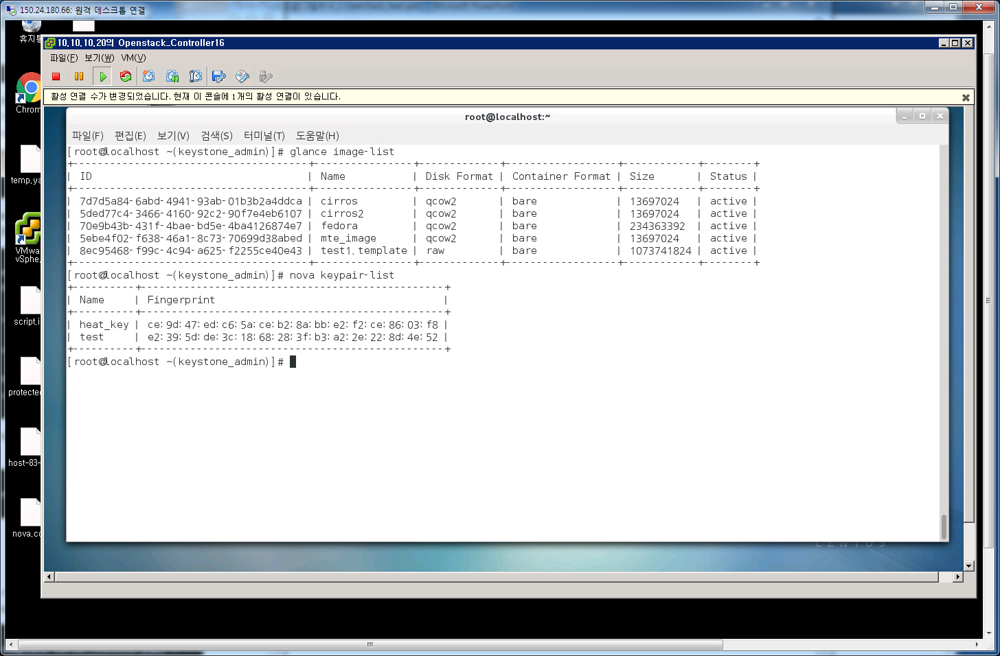 150.24.180.66: 원격 데스크톱 연결
10.10.10.20의 Openstack_Controller16
파일(F) 보기(W) VM(V)
활성 연결 수가 변경되었습니다. 현재 이 콘솔에 1개의 활성 연결이 있습니다.
휴지통
Chrom
temp.ya
VMwa
vSphe.
script.i
protected
host-83-
nova.co
root@localhost:~
파일(F) 편집(E) 보기(V) 검색(S) 터미널(T) 도움말(H)
[root@localhost ~(keystone_admin)]# glance image-list
+--------------------------------------+----------------+-------------+------------------+------------+--------+
| ID | Name | Disk Format | Container Format | Size | Status |
+--------------------------------------+----------------+-------------+------------------+------------+--------+
| 7d7d5a84-6abd-4941-93ab-01b3b2a4ddca | cirros | qcow2 | bare | 13697024 | active |
| 5ded77c4-3466-4160-92c2-90f7e4eb6107 | cirros2 | qcow2 | bare | 13697024 | active |
| 70e9b43b-431f-4bae-bd5e-4ba4126874e7 | fedora | qcow2 | bare | 234363392 | active |
| 5ebe4f02-f638-46a1-8c73-70699d38abed | mte_image | qcow2 | bare | 13697024 | active |
| 8ec95468-f99c-4c94-a625-f2255ce40e43 | test1.template | raw | bare | 1073741824 | active |
+--------------------------------------+----------------+-------------+------------------+------------+--------+
[root@localhost ~(keystone_admin)]# nova keypair-list
+----------+-------------------------------------------------+
| Name | Fingerprint |
+----------+-------------------------------------------------+
| heat_key | ce:9d:47:ed:c6:5a:ce:b2:8a:bb:e2:f2:ce:86:03:f8 |
| test | e2:39:5d:de:3c:18:68:28:3f:b3:a2:2e:22:8d:4e:52 |
+----------+-------------------------------------------------+
[root@localhost ~(keystone_admin)]#
CENTOS